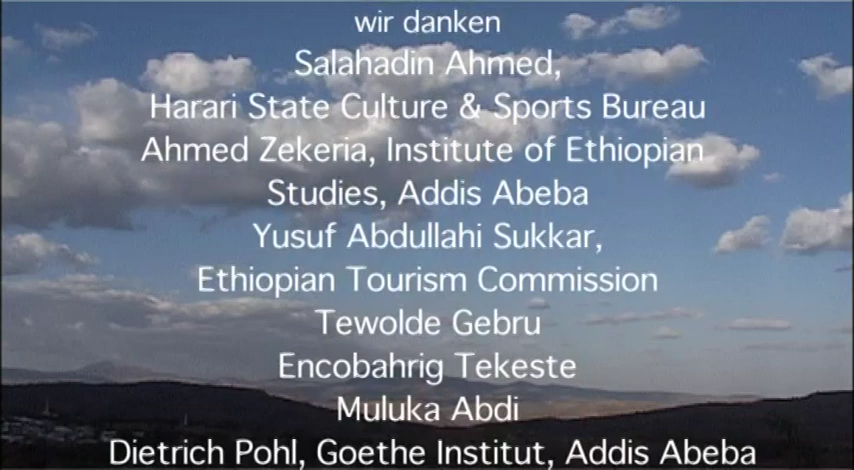 wir danken
Salahadin Ahmed,
Harari State Culture & Sports Bureau
Ahmed Zekeria, Institute of Ethiopian
Studies, Addis Abeba
Yusuf Abdullahi Sukkar,
Ethiopian Tourism Commission
Tewolde Gebru
Encobahrig Tekeste
Muluka Abdi
Dietrich Pohl, Goethe Institut, Addis Abeba